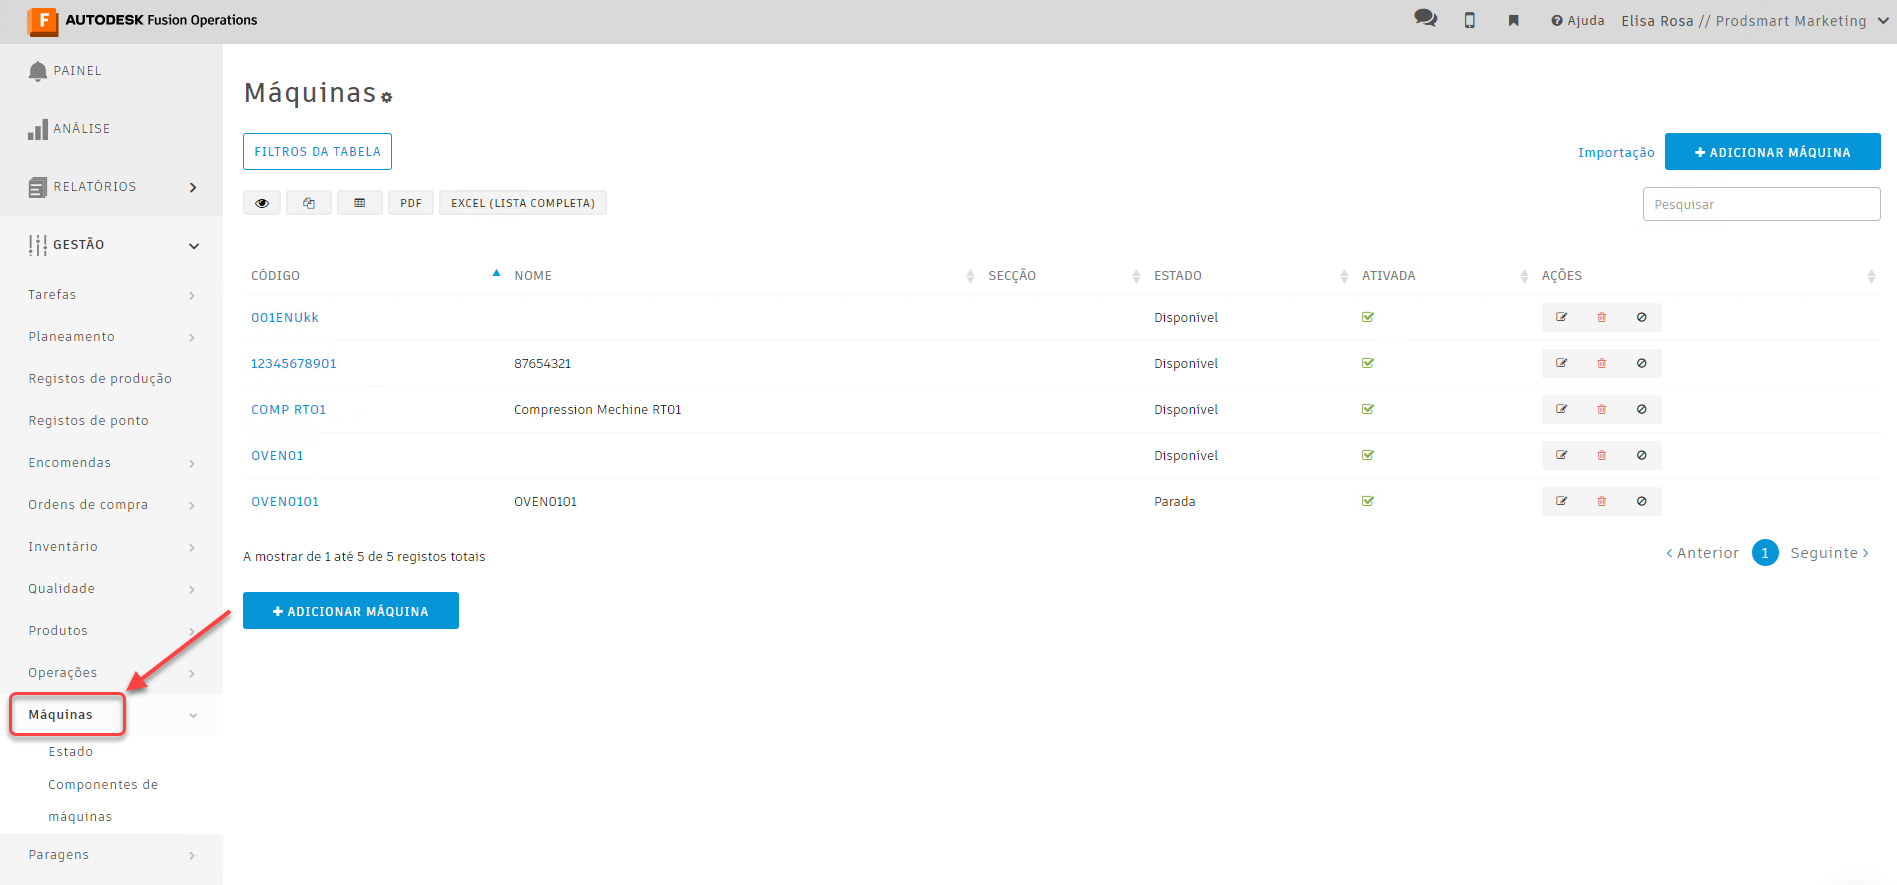 AUTODESK Fusion Operations
Ajuda
Elisa Rosa // Prodsmart Marketing
PAINEL
ANÁLISE
RELATÓRIOS
GESTÃO
Tarefas
Planeamento
Registos de produção
Registos de ponto
Encomendas
Ordens de compra
Inventário
Qualidade
Produtos
Operações
Máquinas
Estado
Componentes de
máquinas
Paragens
Máquinas
FILTROS DA TABELA
Importação
ADICIONAR MÁQUINA
PDF
EXCEL (LISTA COMPLETA)
Pesquisar
CÓDIGO NOME SECÇÃO ESTADO ATIVADA AÇÕES
001ENUkk Disponível
12345678901 87654321 Disponível
COMP RT01 Compression Mechine RT01 Disponível
OVEN01 Disponível
OVEN0101 OVEN0101 Parada
A mostrar de 1 até 5 de 5 registos totais
Anterior 1 Seguinte
ADICIONAR MÁQUINA